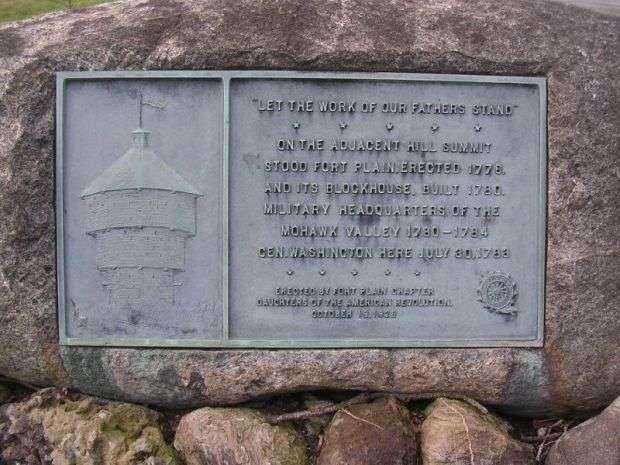 "LET THE WORK OF OUR FATHERS STAND"
ON THE ADJACENT HILL SUMMIT
STOOD FORT PLAIN, ERECTED 1776.
AND ITS BLOCKHOUSE, BUILT 1780.
MILITARY HEADQUARTERS OF THE
MOHAWK VALLEY 1780-1784
GEN. WASHINGTON HERE JULY 30, 1783
ERECTED BY FORT PLAIN CHAPTER
DAUGHTERS OF THE AMERICAN REVOLUTION.
OCTOBER 15,